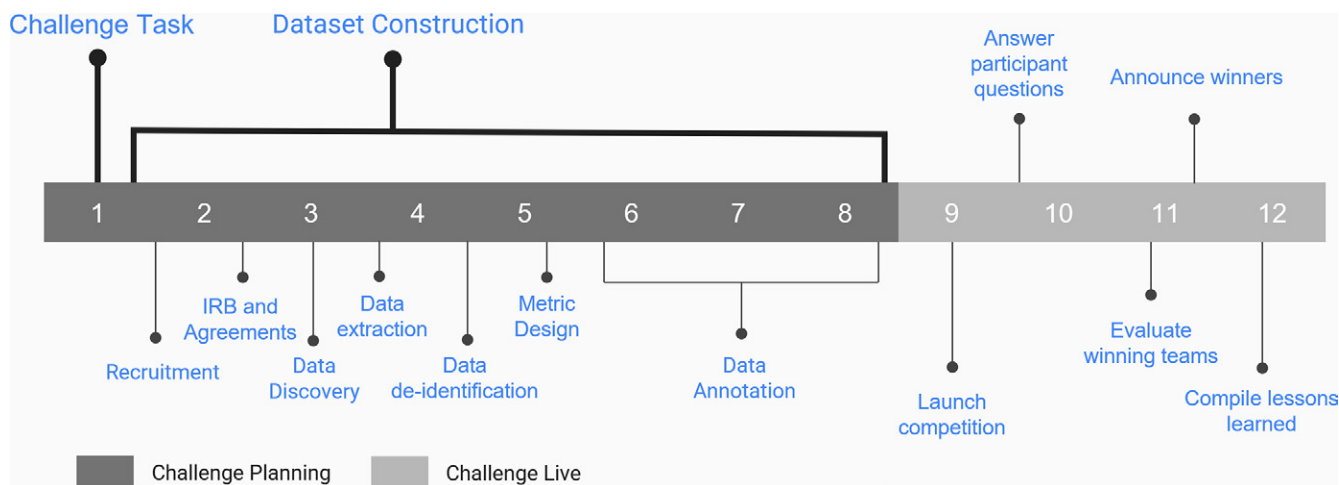 Challenge Task
Dataset Construction
Answer
participant
questions
Announce winners
1 2 3 4 5 6 7 8 9 10 11 12
Recruitment
IRB and
Agreements
Data
Discovery
Data
extraction
Data
de-identification
Metric
Design
Data
Annotation
Launch
competition
Evaluate
winning teams
Compile lessons
learned
Challenge Planning
Challenge Live